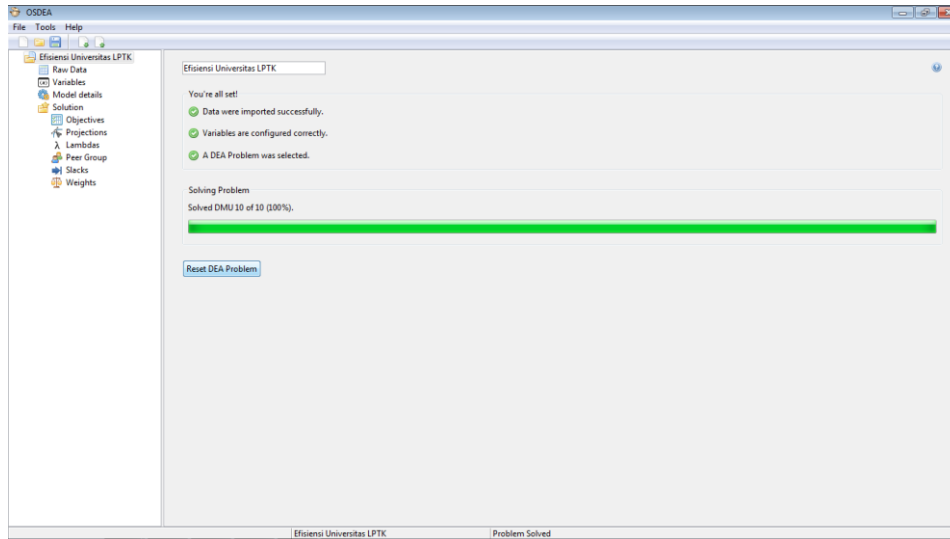 OSDEA
File Tools Help
Efisiensi Universitas LPTK
Raw Data
Variables
Model details
Solution
Objectives
Projections
λ Lambdas
Peer Group
Slacks
Weights
Efisiensi Universitas LPTK
You're all set!
Data were imported successfully.
Variables are configured correctly.
A DEA Problem was selected.
Solving Problem
Solved DMU 10 of 10 (100%).
Reset DEA Problem
Efisiensi Universitas LPTK Problem Solved